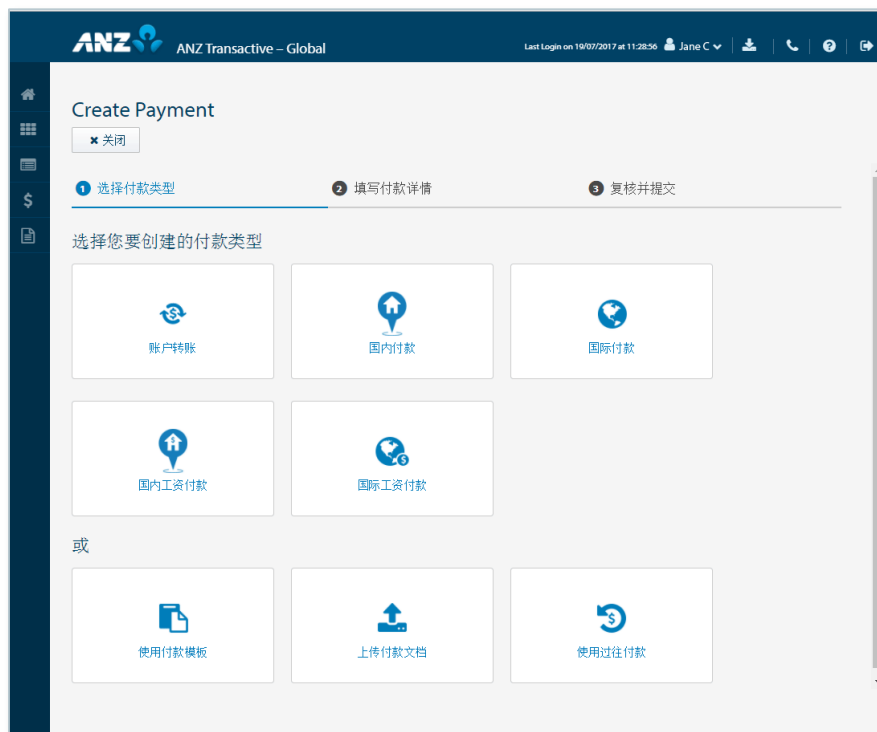 ANZ ANZ Transactive – Global
Last Login on 19/07/2017 at 11:28:56 Jane C
Create Payment
关闭
1 选择付款类型
2 填写付款详情
3 复核并提交
选择您要创建的付款类型
账户转账
国内付款
国际付款
国内工资付款
国际工资付款
或
使用付款模板
上传付款文档
使用过往付款